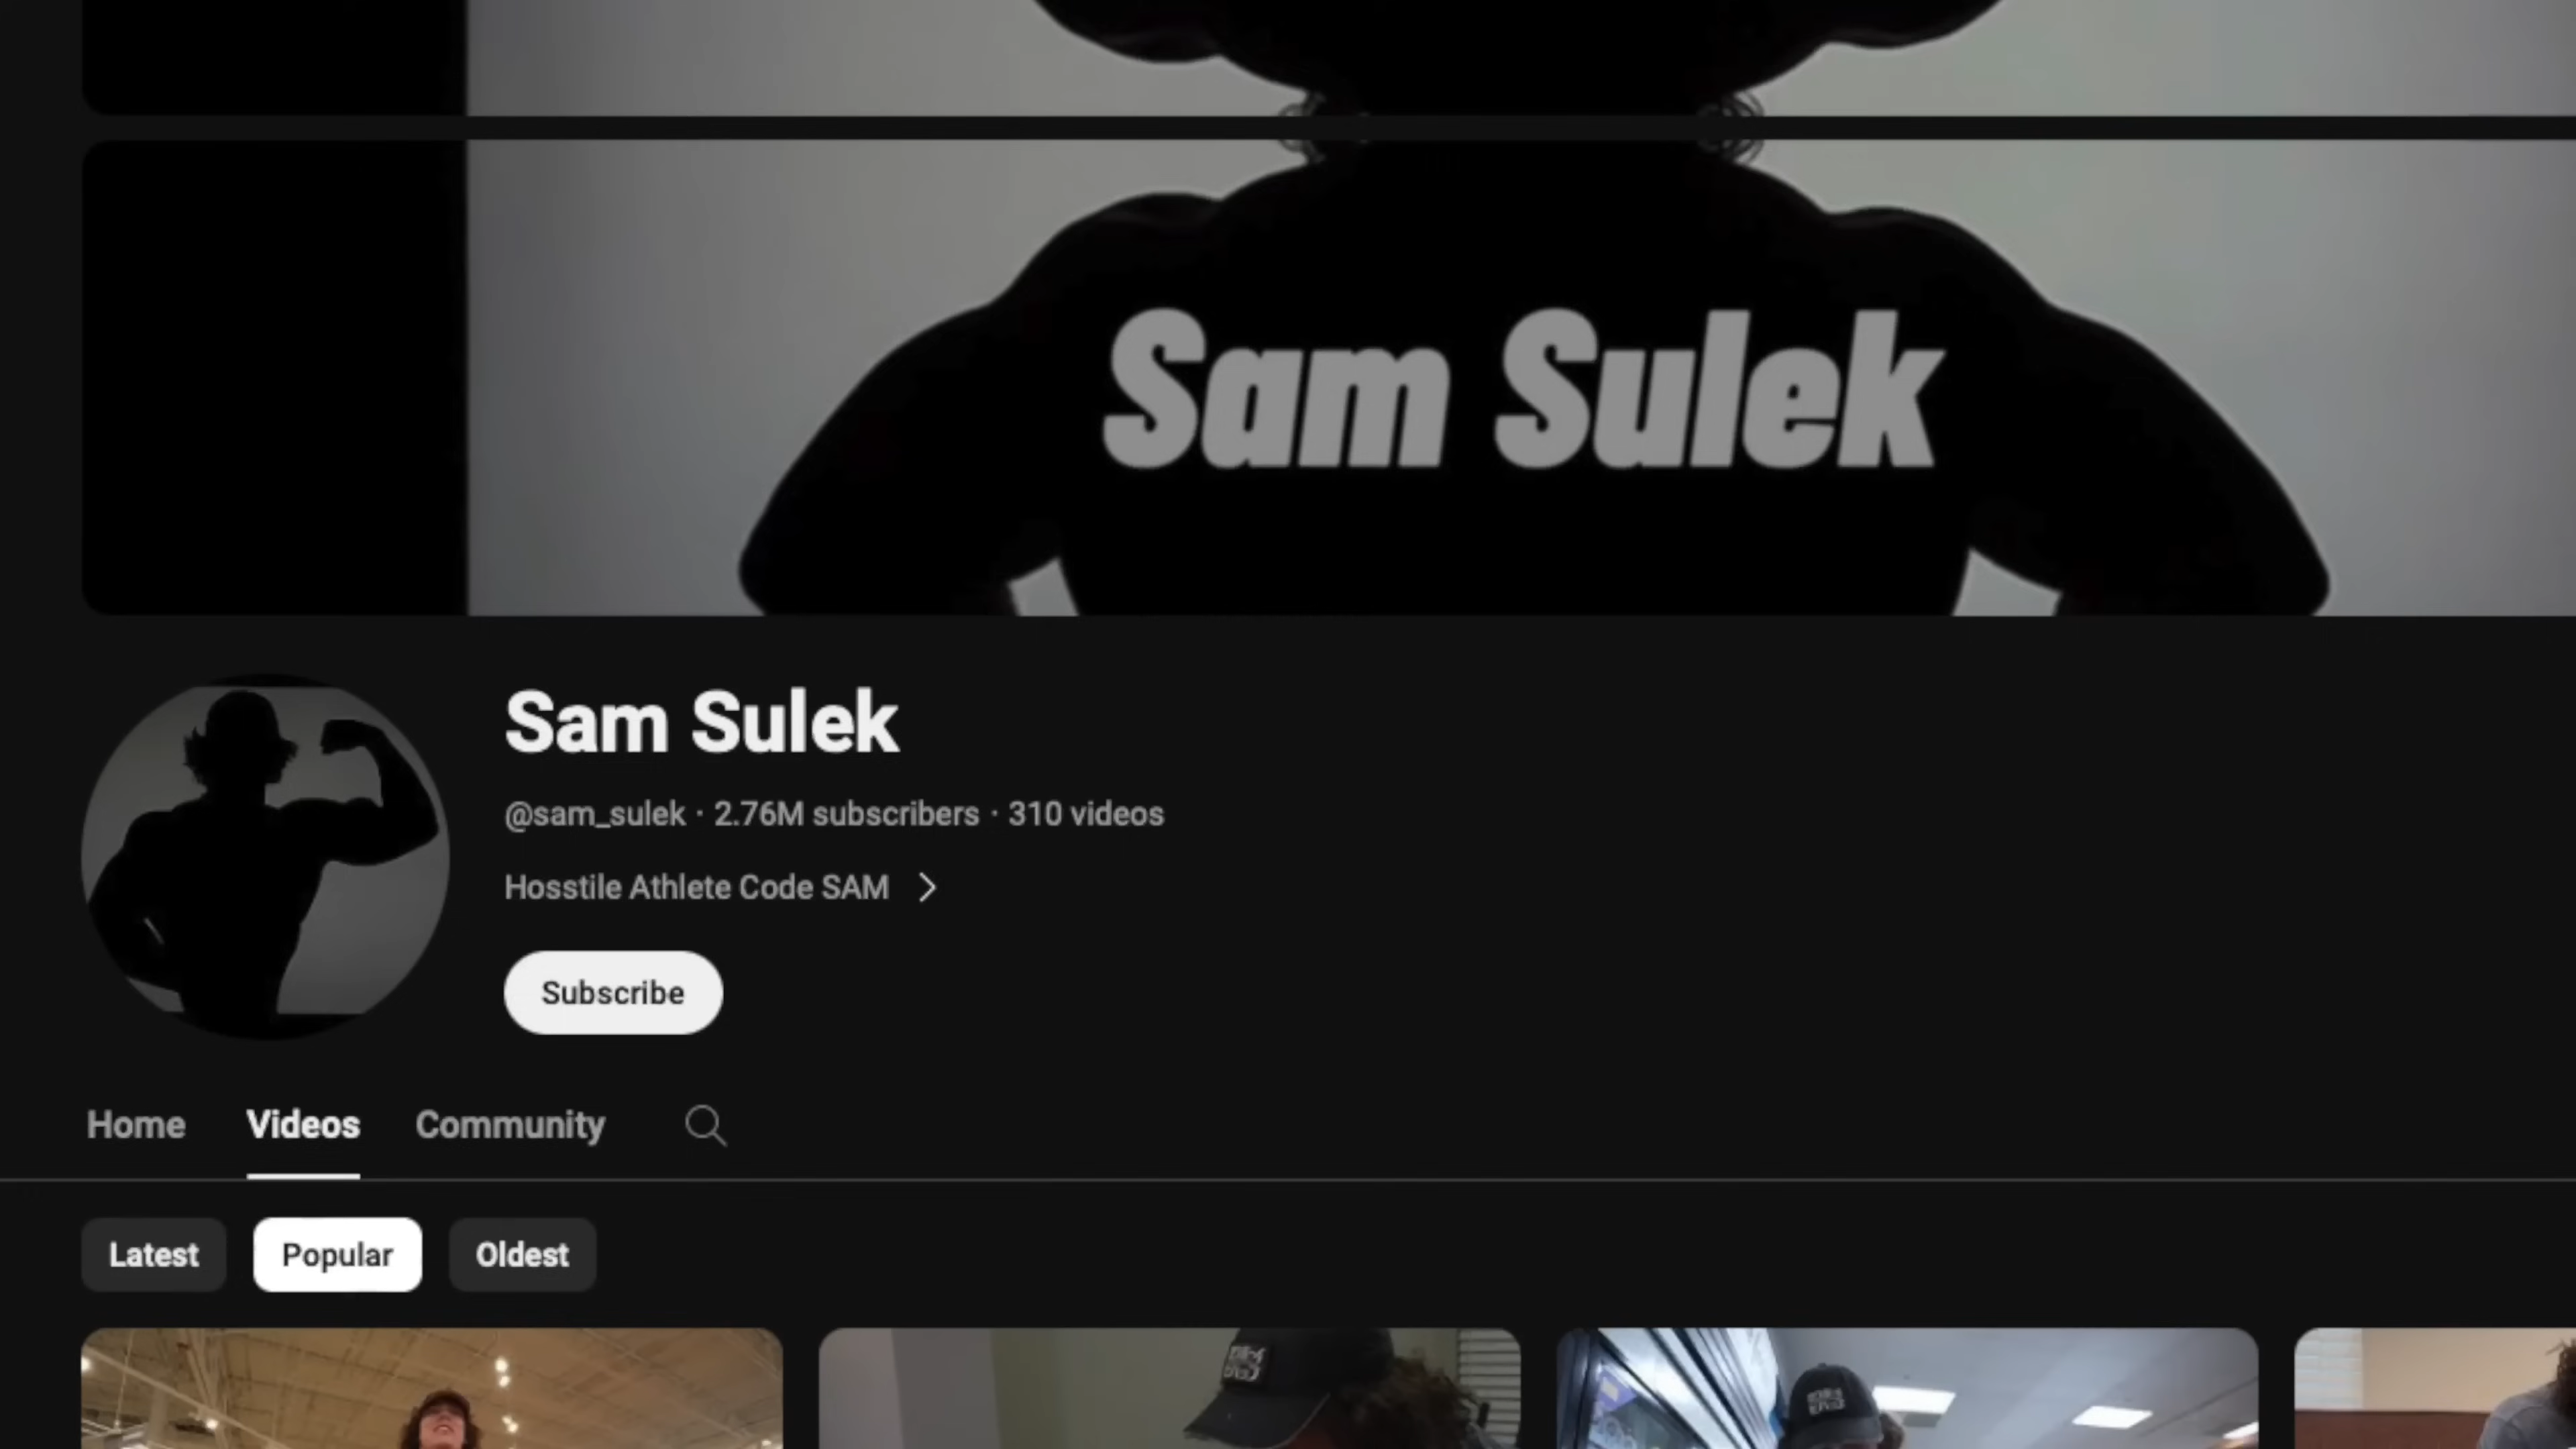 Sam Sulek
Sam Sulek
@sam_sulek · 2.76M subscribers · 310 videos
Hosstile Athlete Code SAM
Subscribe
Home Videos Community
Latest Popular Oldest